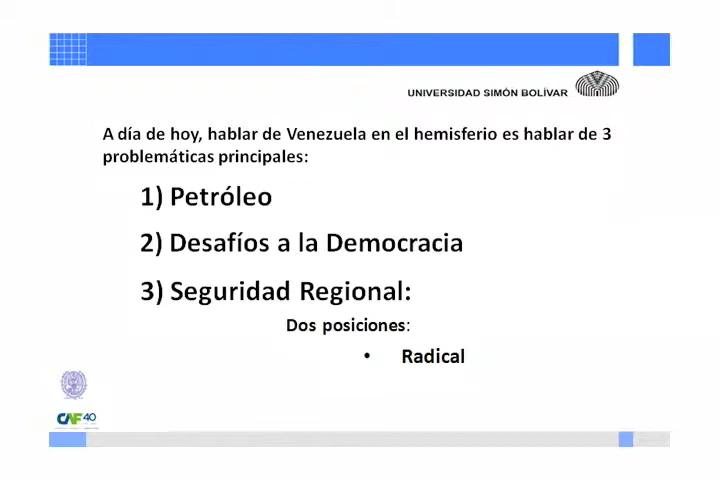 UNIVERSIDAD SIMÓN BOLÍVAR
A día de hoy, hablar de Venezuela en el hemisferio es hablar de 3
problemáticas principales:
1) Petróleo
2) Desafíos a la Democracia
3) Seguridad Regional:
Dos posiciones:
• Radical
CAF 40